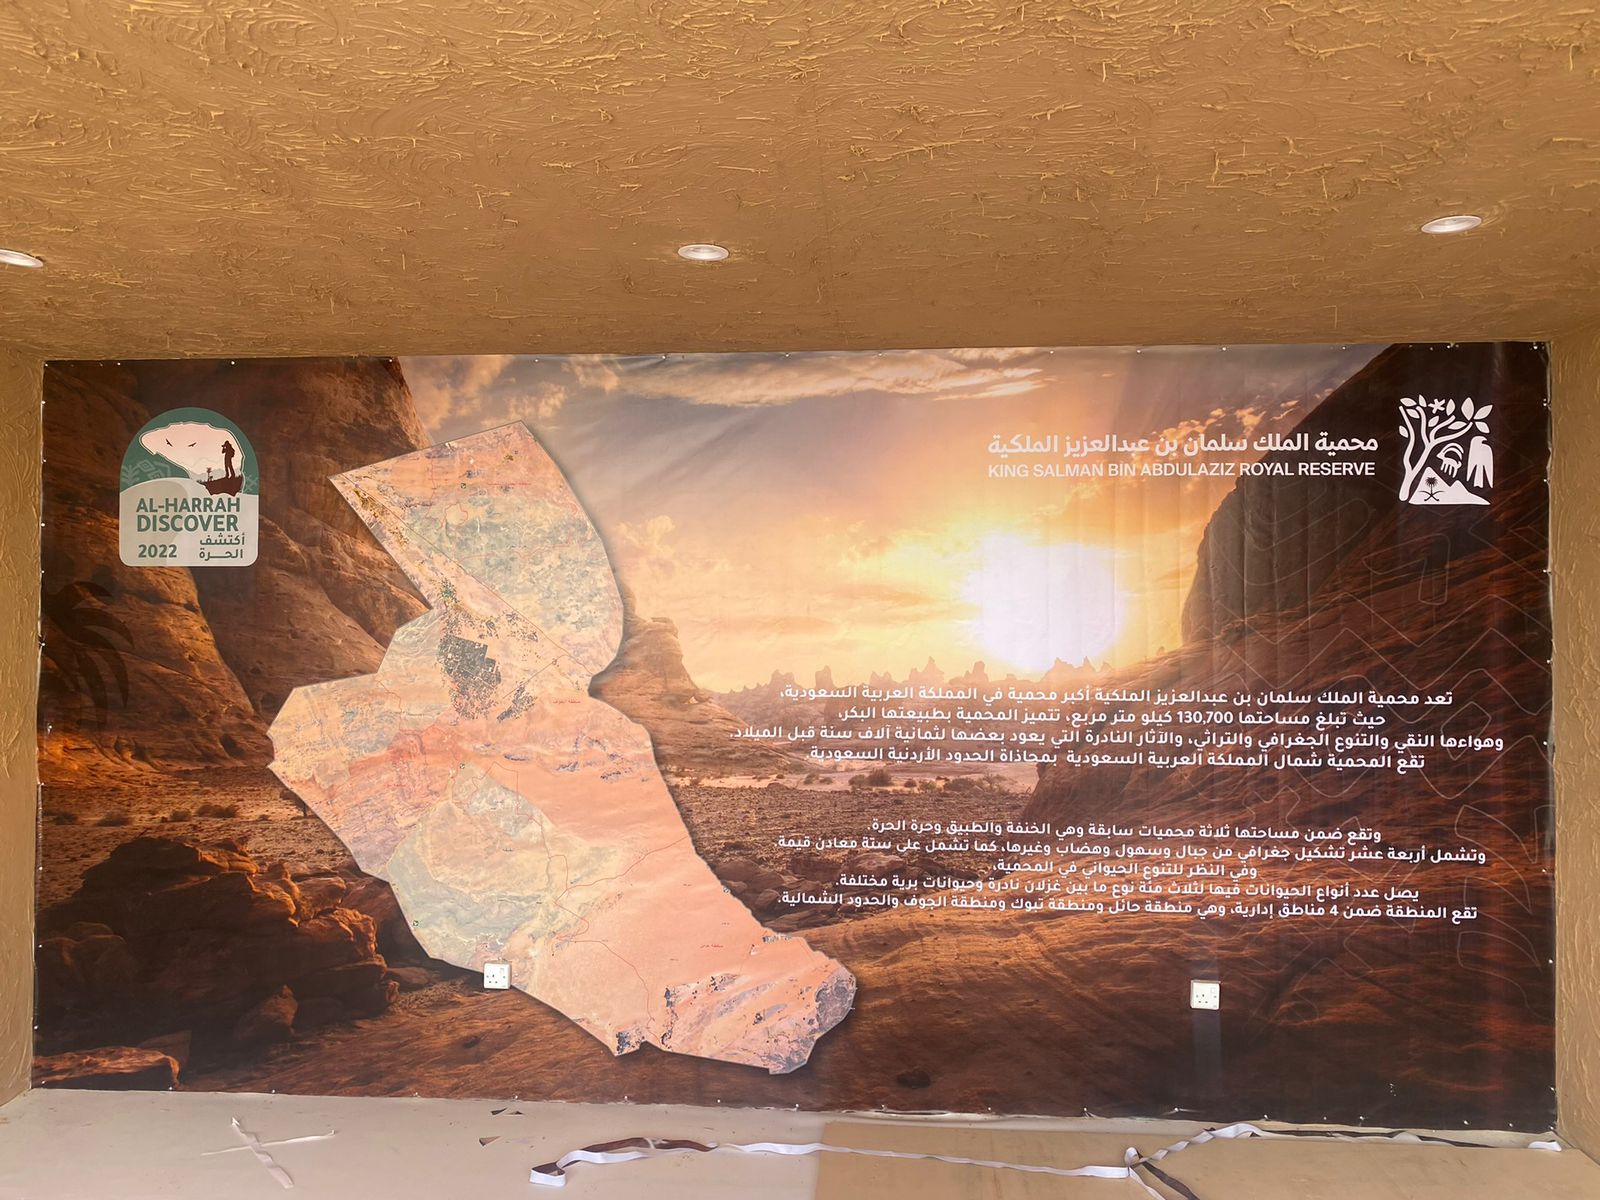 AL-HARRAH
DISCOVER
2022
أكتشف
الحـــرة
محمية الملك سلمان بن عبدالعزيز الملكية
KING SALMAN BIN ABDULAZIZ ROYAL RESERVE
تعد محمية الملك سلمان بن عبدالعزيز الملكية أكبر محمية في المملكة العربية السعودية،
حيث تبلغ مساحتها 130,700 كيلو متر مربع، تتميز المحمية بطبيعتها البكر،
وهواءها النقي والتنوع الجغرافي والتراثي، والآثار النادرة التي يعود بعضها لثمانية آلاف سنة قبل الميلاد.
تقع المحمية شمال المملكة العربية السعودية بمحاذاة الحدود الأردنية السعودية.
وتقع ضمن مساحتها ثلاثة محميات سابقة وهي الخنفة والطبيق وحرة الحرة.
وتشمل أربعة عشر تشكيل جغرافي من جبال وسهول وهضاب وغيرها، كما تشمل على ستة معادن قيمة.
وفي النظر للتنوع الحيواني في المحمية،
يصل عدد أنواع الحيوانات فيها لثلاث مئة نوع ما بين غزلان نادرة وحيوانات برية مختلفة.
تقع المنطقة ضمن 4 مناطق إدارية، وهي منطقة حائل ومنطقة تبوك ومنطقة الجوف والحدود الشمالية.